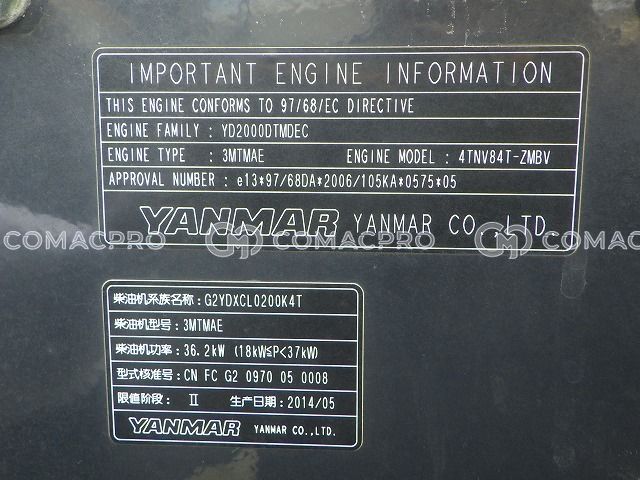 IMPORTANT ENGINE INFORMATION
THIS ENGINE CONFORMS TO 97/68/EC DIRECTIVE
ENGINE FAMILY : YD2000DTMDEC
ENGINE TYPE : 3MTMAE ENGINE MODEL : 4TNV84T-ZMBV
APPROVAL NUMBER : e13*97/68DA*2006/105KA*0575*05
YANMAR YANMAR CO.,LTD.
COMACPRO COMACPRO COMACPRO
柴油机系族名称：G2YDXCL0200K4T
柴油机型号：3MTMAE
柴油机功率：36.2kW (18kW≦P<37kW)
型式核准号：CN FC G2 0970 05 0008
限值阶段： Ⅱ 生产日期：2014/05
YANMAR YANMAR CO.,LTD.